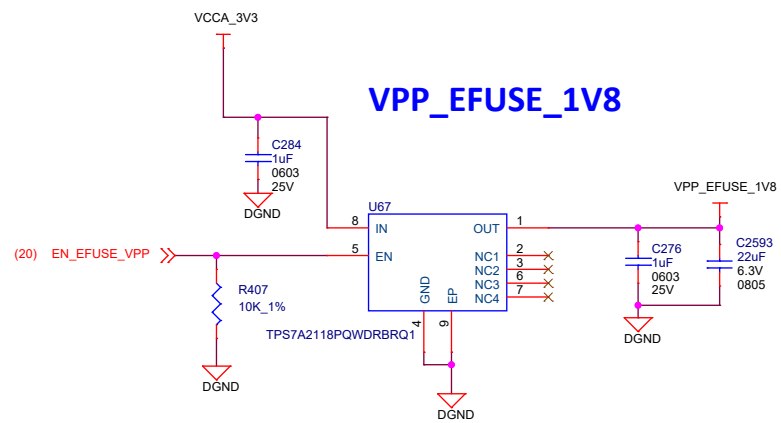 VCCA_3V3
VPP_EFUSE_1V8
C284
1uF
0603
25V
DGND
U67
VPP_EFUSE_1V8
8 IN OUT 1
(20) EN_EFUSE_VPP
5 EN
NC1 2
NC2 3
NC3 6
NC4 7
C276
1uF
0603
25V
C2593
22uF
6.3V
0805
R407
10K_1%
GND
EP
4
9
TPS7A2118PQWDRBRQ1
DGND
DGND
DGND